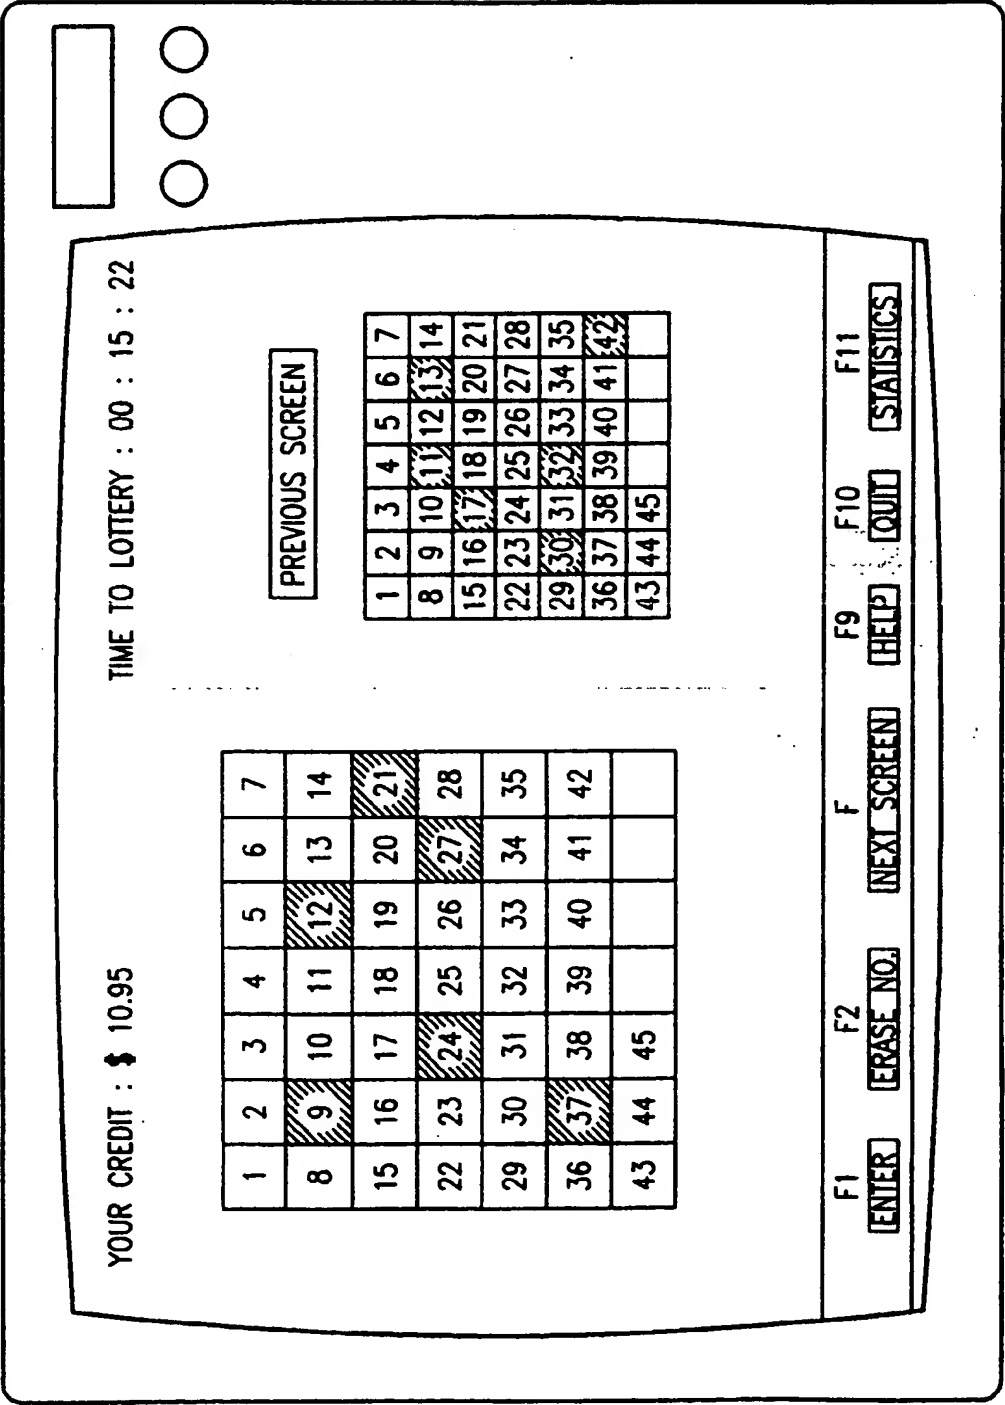 YOUR CREDIT : $ 10.95
TIME TO LOTTERY : 00 : 15 : 22
1 2 3 4 5 6 7
8 9 10 11 12 13 14
15 16 17 18 19 20 21
22 23 24 25 26 27 28
29 30 31 32 33 34 35
36 37 38 39 40 41 42
43 44 45
PREVIOUS SCREEN
1 2 3 4 5 6 7
8 9 10 11 12 13 14
15 16 17 18 19 20 21
22 23 24 25 26 27 28
29 30 31 32 33 34 35
36 37 38 39 40 41 42
43 44 45
F1 F2 F F9 F10 F11
ENTER ERASE NO. NEXT SCREEN HELP QUIT STATISTICS